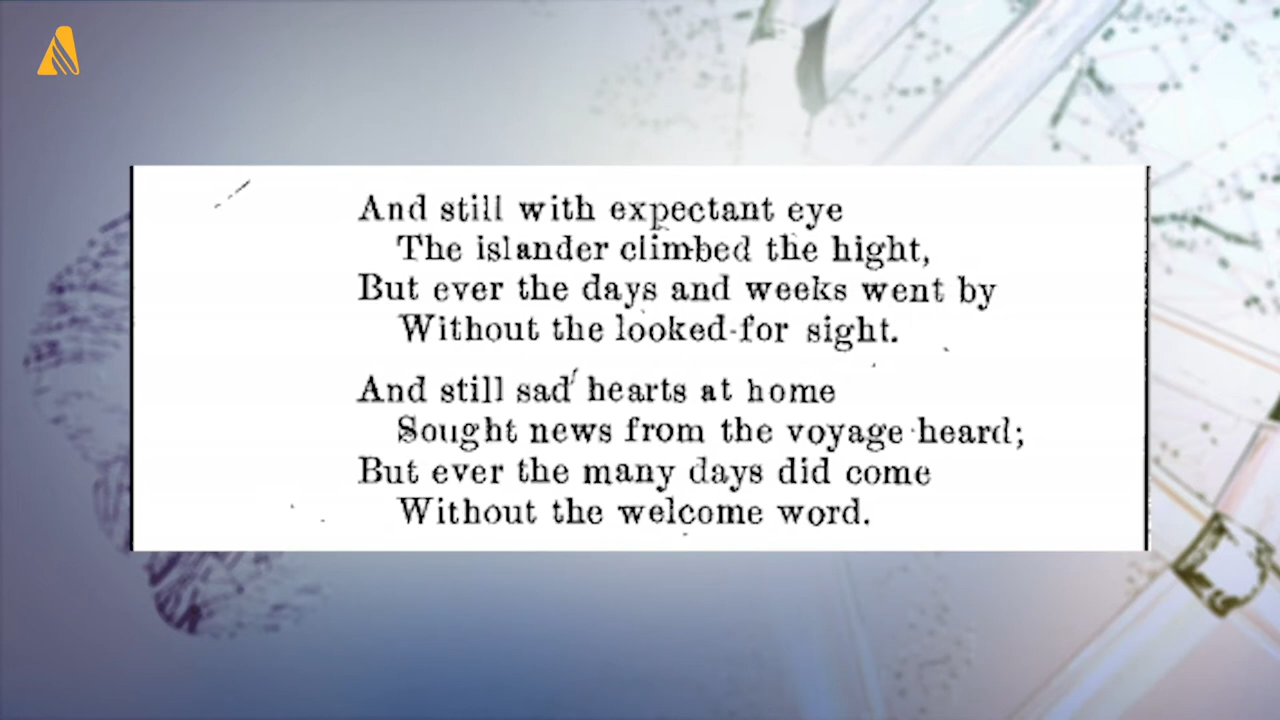 And still with expectant eye
The islander climbed the hight,
But ever the days and weeks went by
Without the looked-for sight.
And still sad hearts at home
Sought news from the voyage heard;
But ever the many days did come
Without the welcome word.